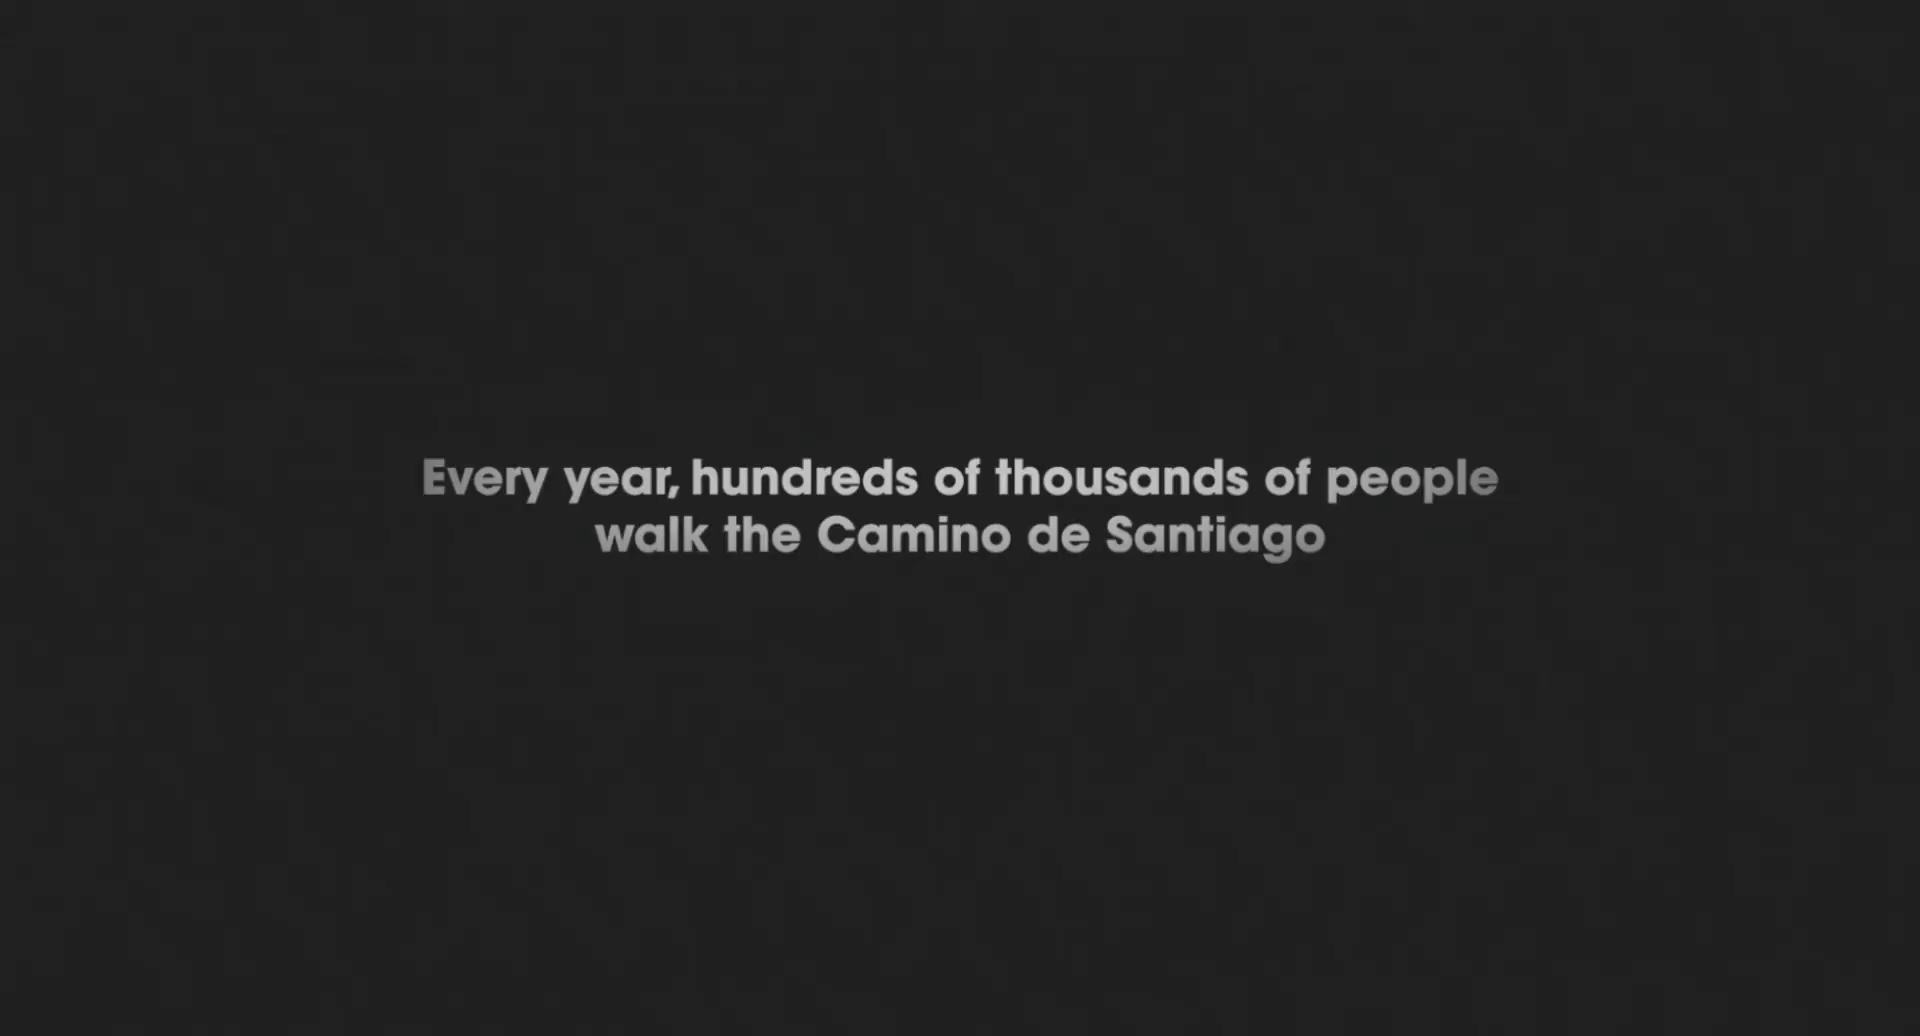 Every year, hundreds of thousands of people
walk the Camino de Santiago